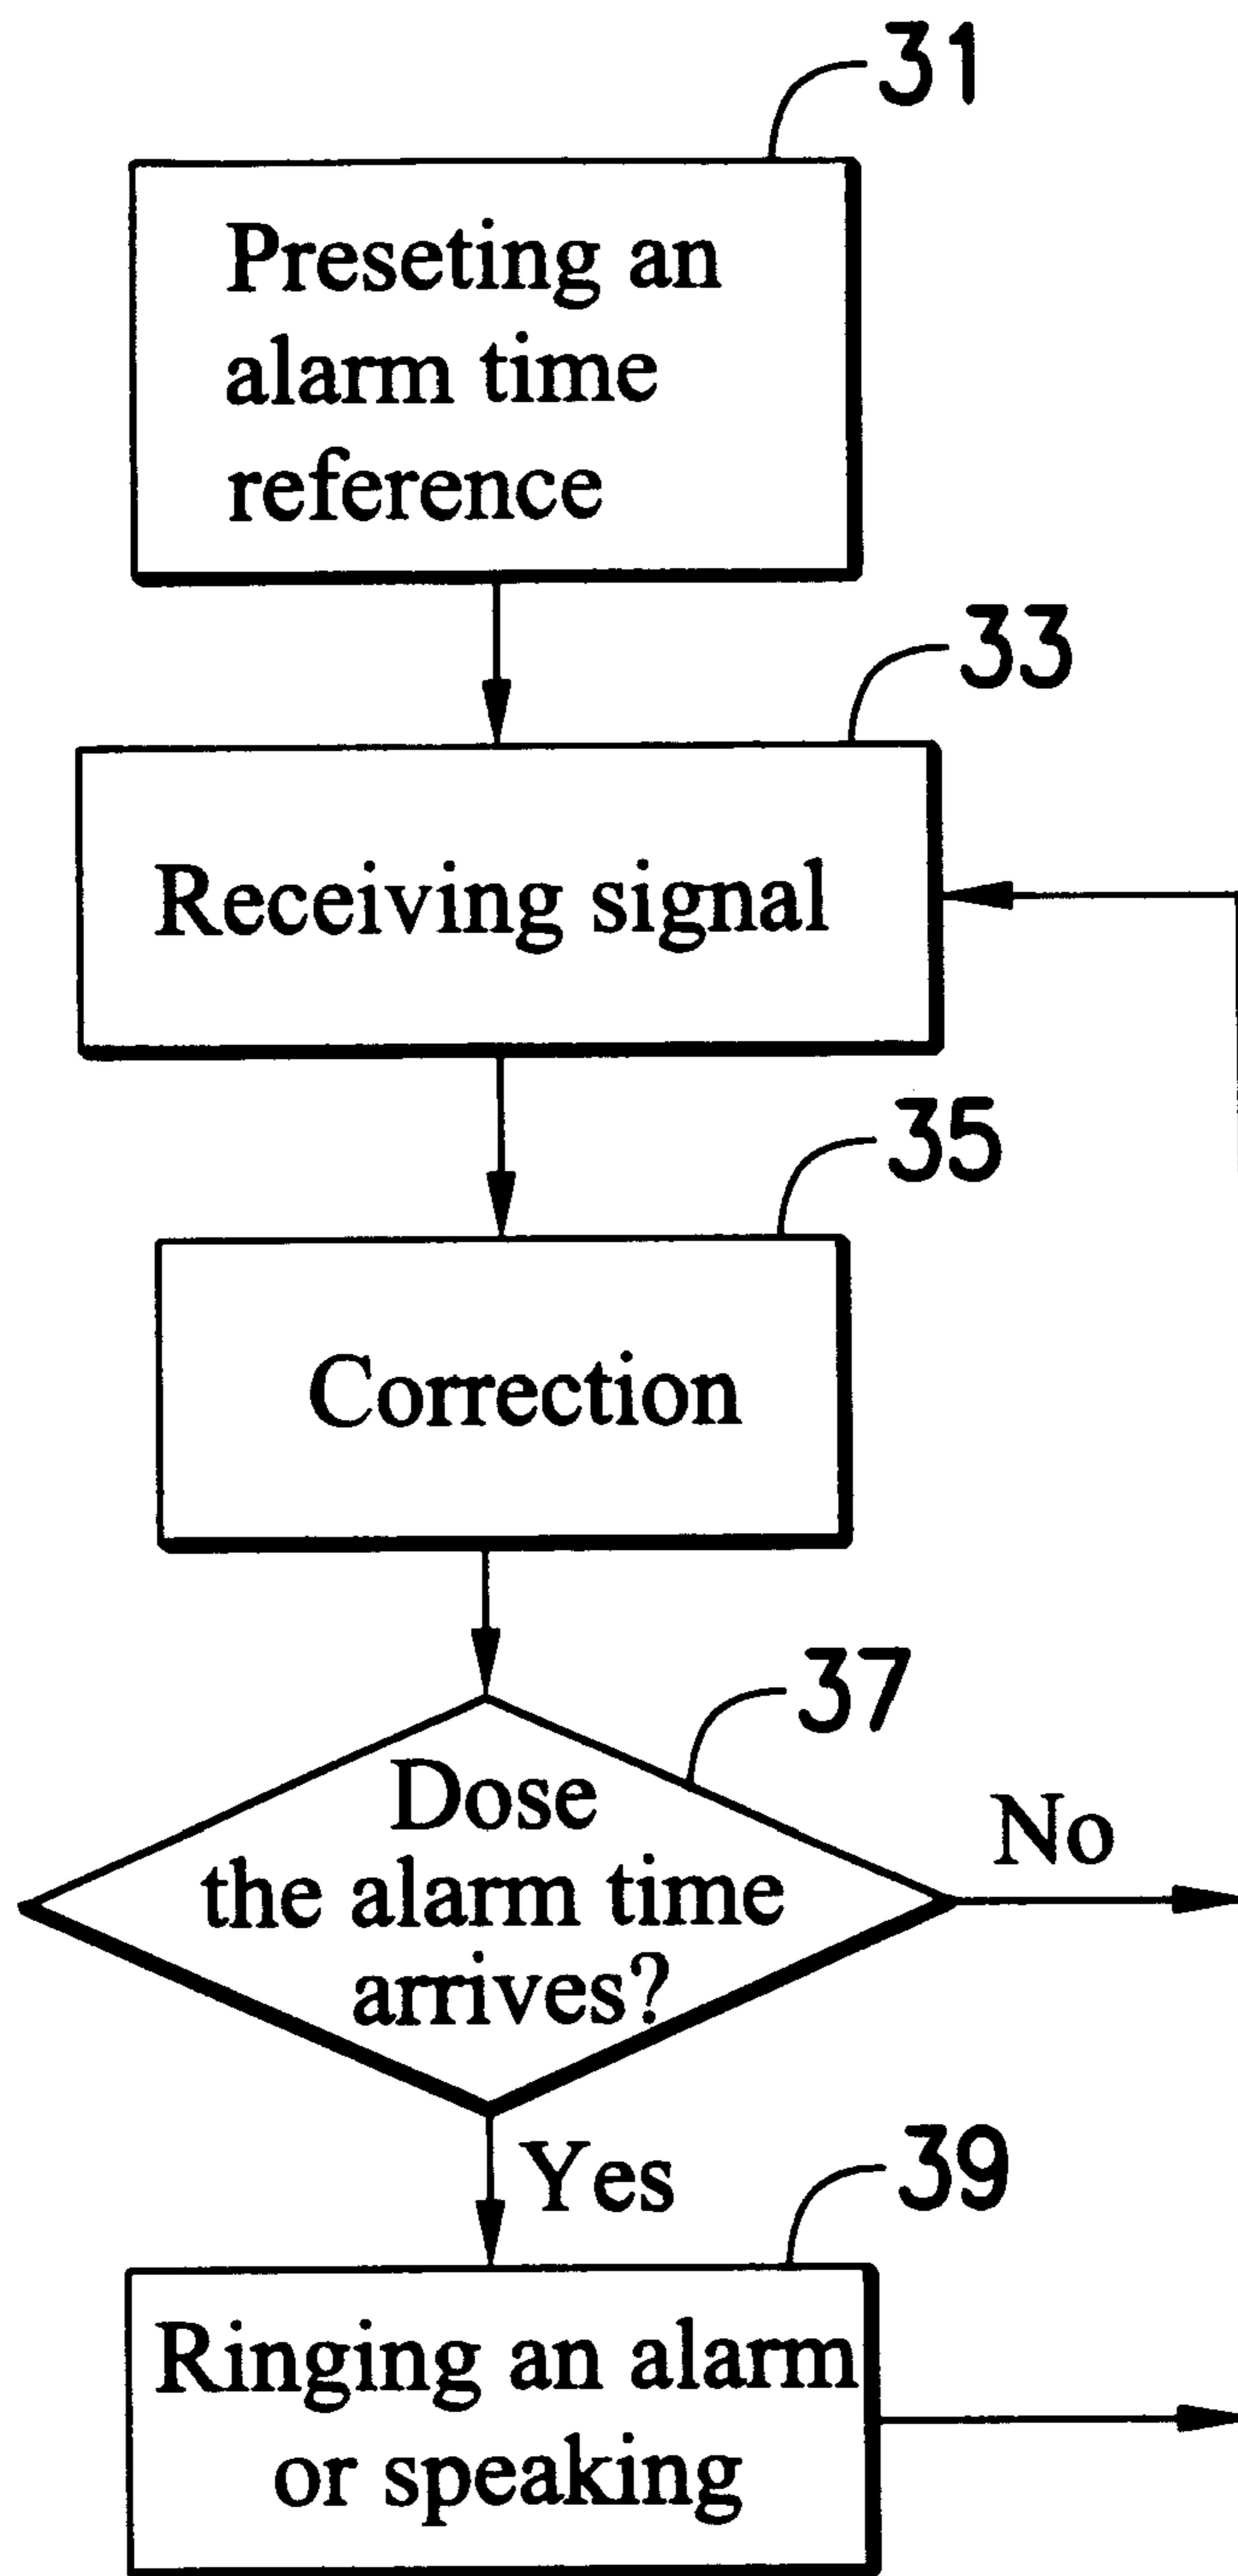 31
Preseting an
alarm time
reference
33
Receiving signal
35
Correction
37
Dose
the alarm time
arrives?
No
Yes
39
Ringing an alarm
or speaking